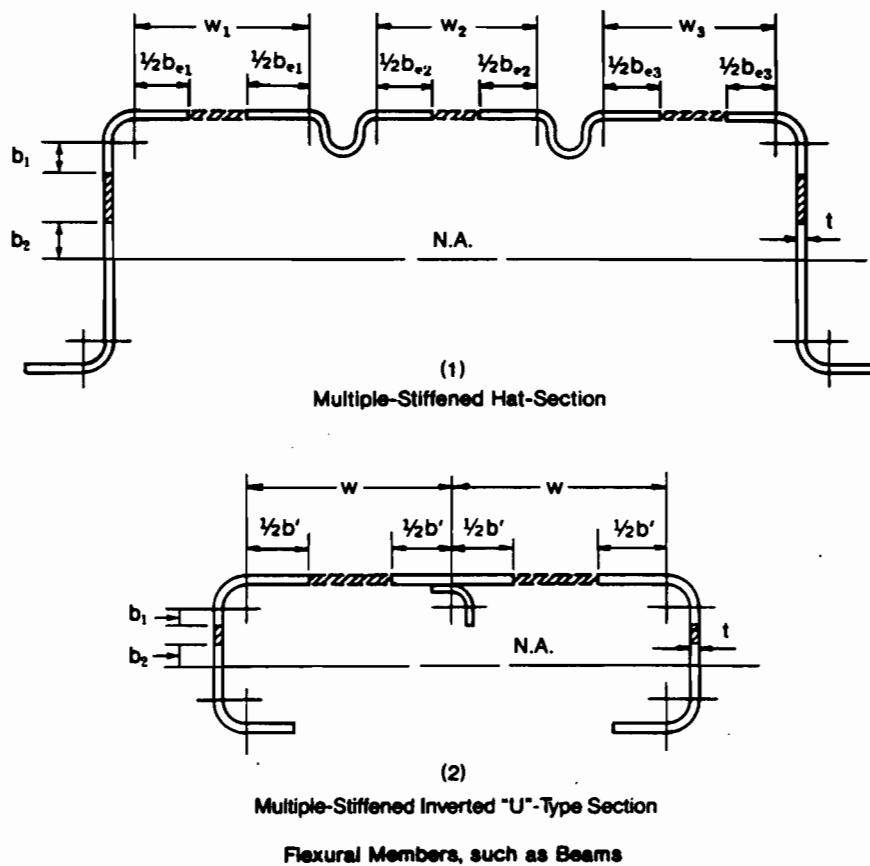 w₁ w₂ w₃
½bₑ₁ ½bₑ₁ ½bₑ₂ ½bₑ₂ ½bₑ₃ ½bₑ₃
b₁
b₂
N.A.
t
(1)
Multiple-Stiffened Hat-Section
w w
½b' ½b' ½b' ½b'
b₁
b₂
N.A.
t
(2)
Multiple-Stiffened Inverted "U"-Type Section
Flexural Members, such as Beams